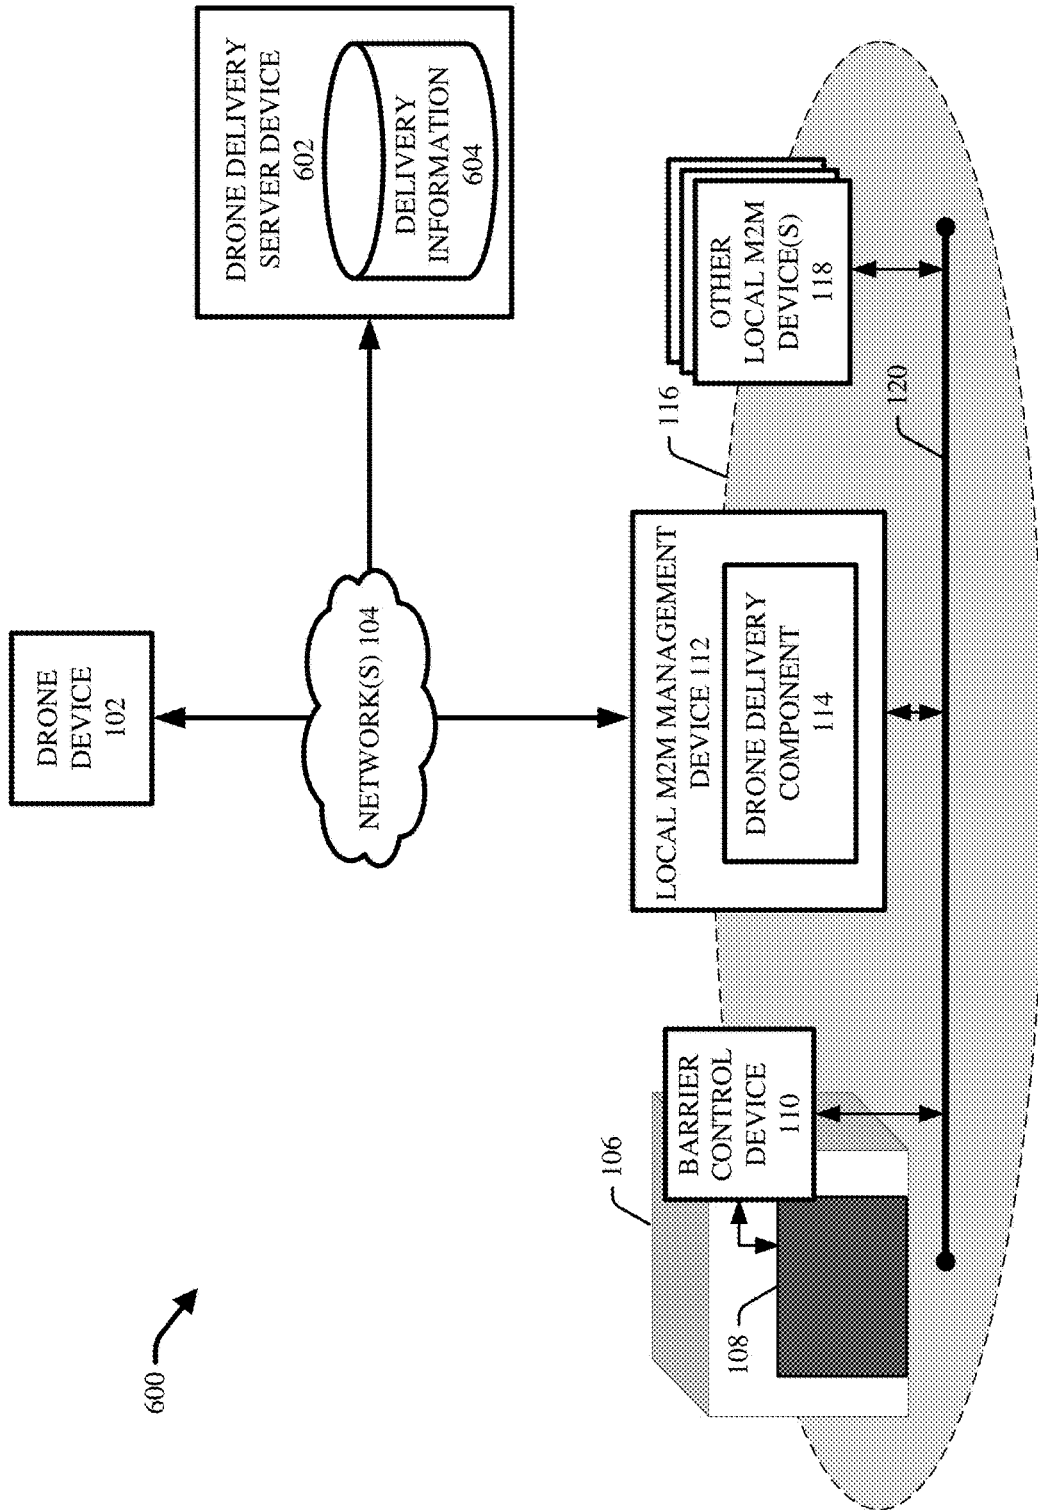 600
DRONE
DEVICE
102
NETWORK(S) 104
DRONE DELIVERY
SERVER DEVICE
602
DELIVERY
INFORMATION
604
106
108
BARRIER
CONTROL
DEVICE
110
LOCAL M2M MANAGEMENT
DEVICE 112
DRONE DELIVERY
COMPONENT
114
116
OTHER
LOCAL M2M
DEVICE(S)
118
120